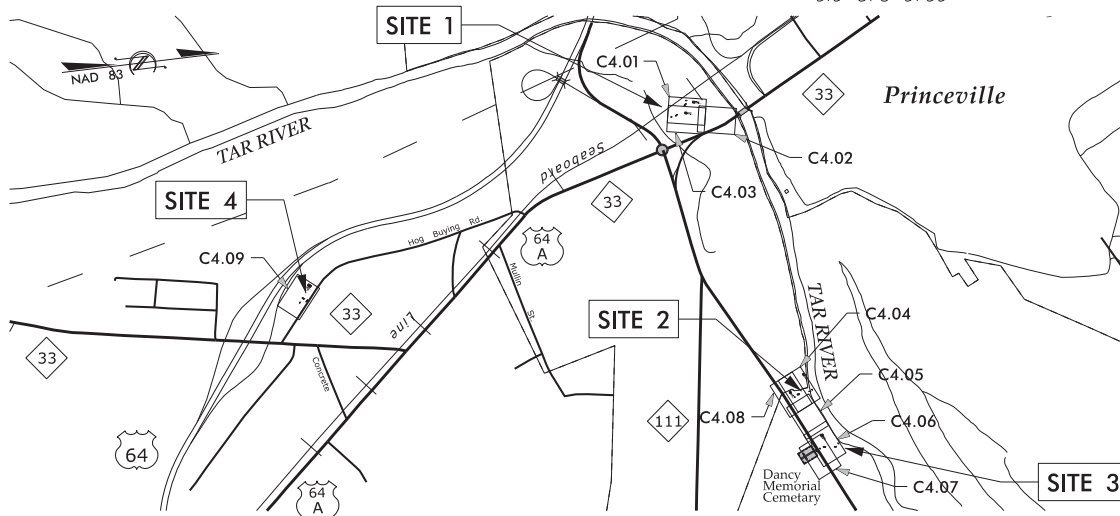 SITE 1
C4.01
NAD 83
33
Princeville
TAR RIVER
C4.02
Seaboard
C4.03
SITE 4
33
Hog Buying Rd.
64
A
C4.09
Mullin St.
33
SITE 2
C4.04
TAR RIVER
Line
33
C4.05
Concrete
C4.08
111
C4.06
64
Dancy
Memorial
Cemetary
C4.07
SITE 3
64
A